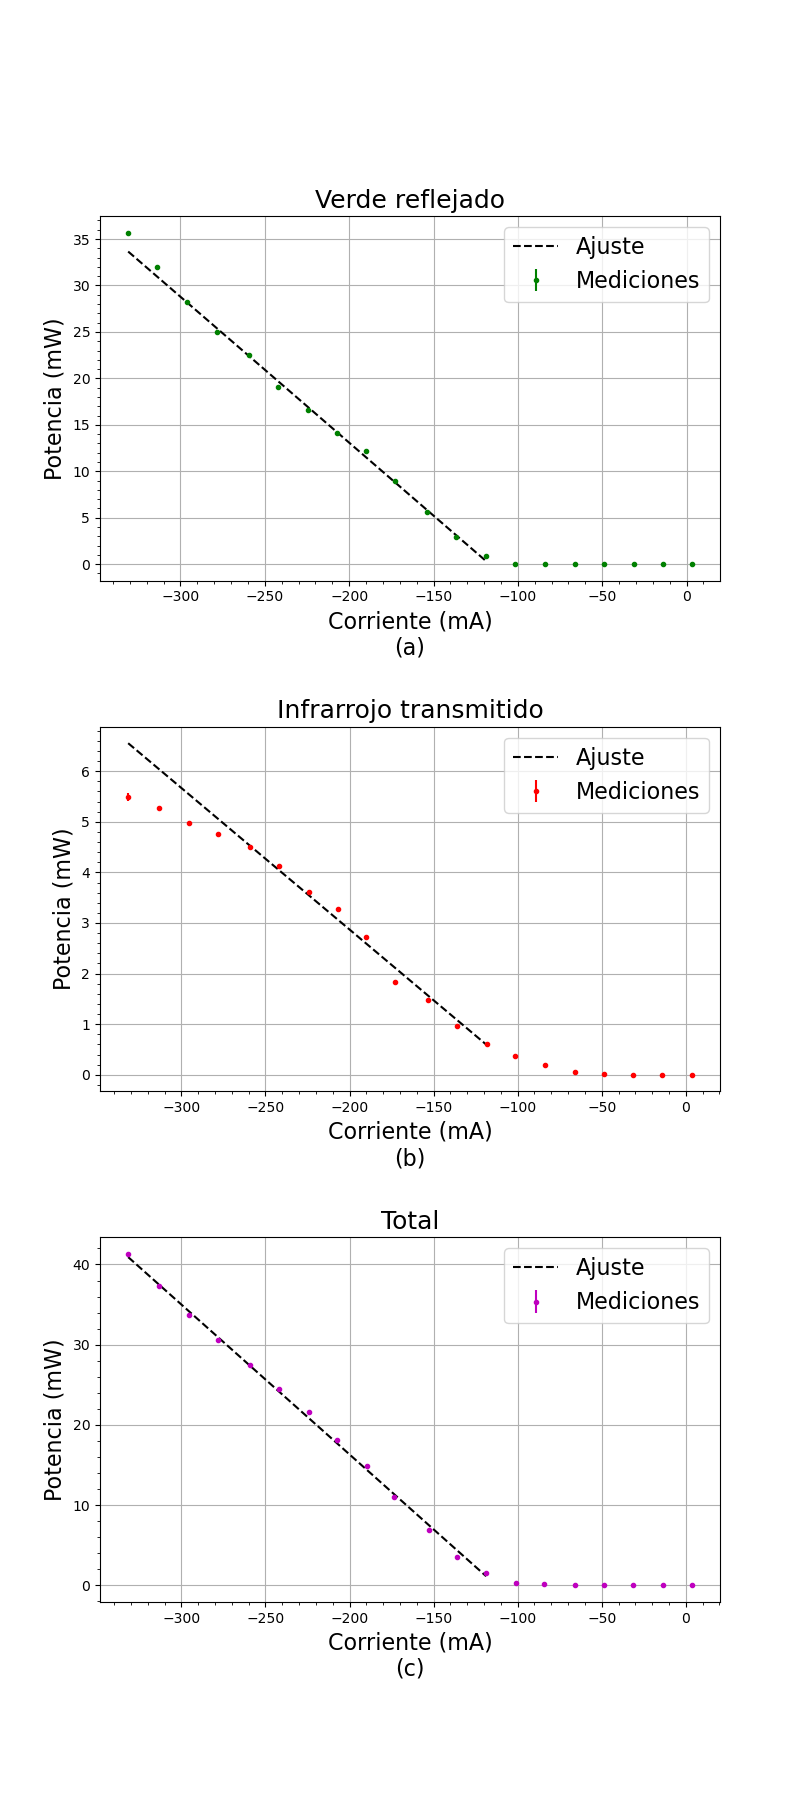 Verde reflejado
Ajuste
Mediciones
35
30
25
20
15
10
5
0
Potencia (mW)
−300 −250 −200 −150 −100 −50 0
Corriente (mA)
(a)
Infrarrojo transmitido
Ajuste
Mediciones
6
5
4
3
2
1
0
Potencia (mW)
−300 −250 −200 −150 −100 −50 0
Corriente (mA)
(b)
Total
Ajuste
Mediciones
40
30
20
10
0
Potencia (mW)
−300 −250 −200 −150 −100 −50 0
Corriente (mA)
(c)